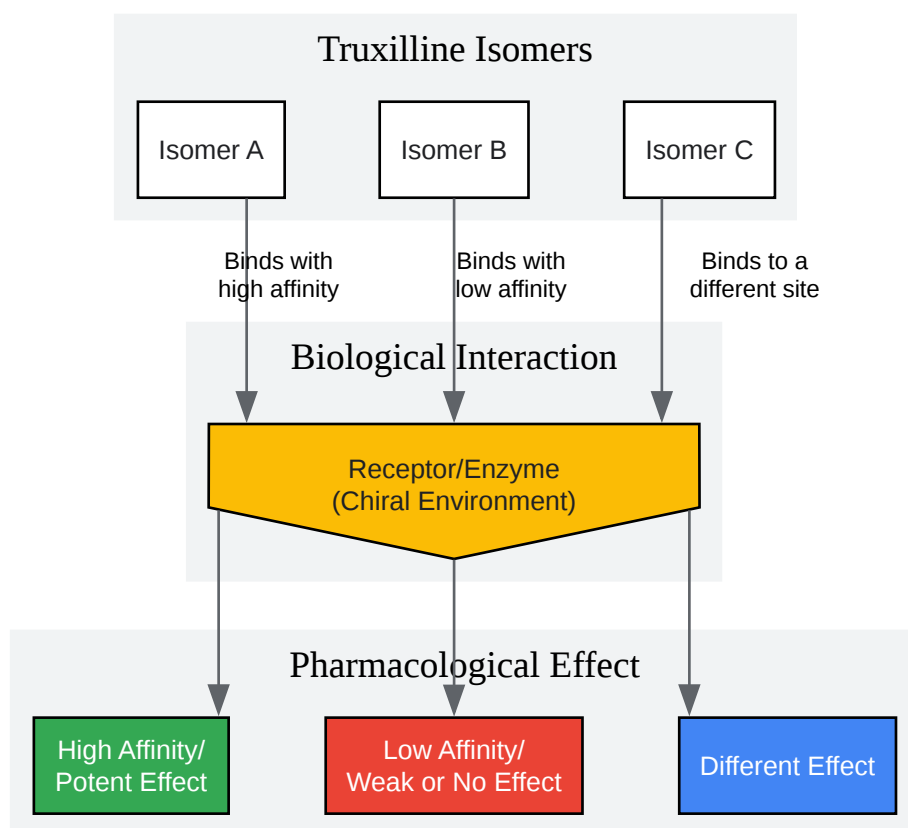 Truxilline Isomers
Isomer A
Isomer B
Isomer C
Binds with
high affinity
Binds with
low affinity
Binds to a
different site
Biological Interaction
Receptor/Enzyme
(Chiral Environment)
Pharmacological Effect
High Affinity/
Potent Effect
Low Affinity/
Weak or No Effect
Different Effect